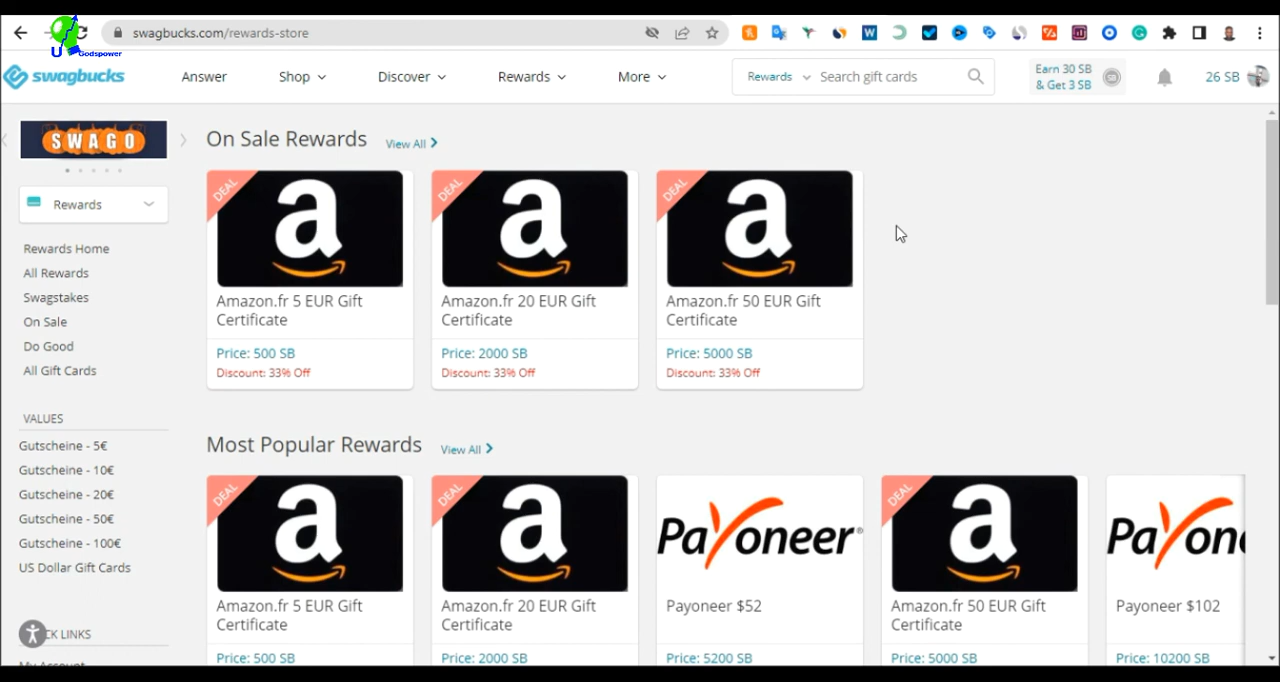 swagbucks.com/rewards-store
U Godspower
swagbucks
Answer
Shop
Discover
Rewards
More
Rewards
Search gift cards
Earn 30 SB
& Get 3 SB
26 SB
SWAGO
Rewards
Rewards Home
All Rewards
Swagstakes
On Sale
Do Good
All Gift Cards
VALUES
Gutscheine - 5€
Gutscheine - 10€
Gutscheine - 20€
Gutscheine - 50€
Gutscheine - 100€
US Dollar Gift Cards
CK LINKS
My Account
On Sale Rewards View All
DEAL
a
Amazon.fr 5 EUR Gift
Certificate
Price: 500 SB
Discount: 33% Off
DEAL
a
Amazon.fr 20 EUR Gift
Certificate
Price: 2000 SB
Discount: 33% Off
DEAL
a
Amazon.fr 50 EUR Gift
Certificate
Price: 5000 SB
Discount: 33% Off
Most Popular Rewards View All
DEAL
a
Amazon.fr 5 EUR Gift
Certificate
Price: 500 SB
DEAL
a
Amazon.fr 20 EUR Gift
Certificate
Price: 2000 SB
Payoneer®
Payoneer $52
Price: 5200 SB
DEAL
a
Amazon.fr 50 EUR Gift
Certificate
Price: 5000 SB
Payon
Payoneer $102
Price: 10200 SB